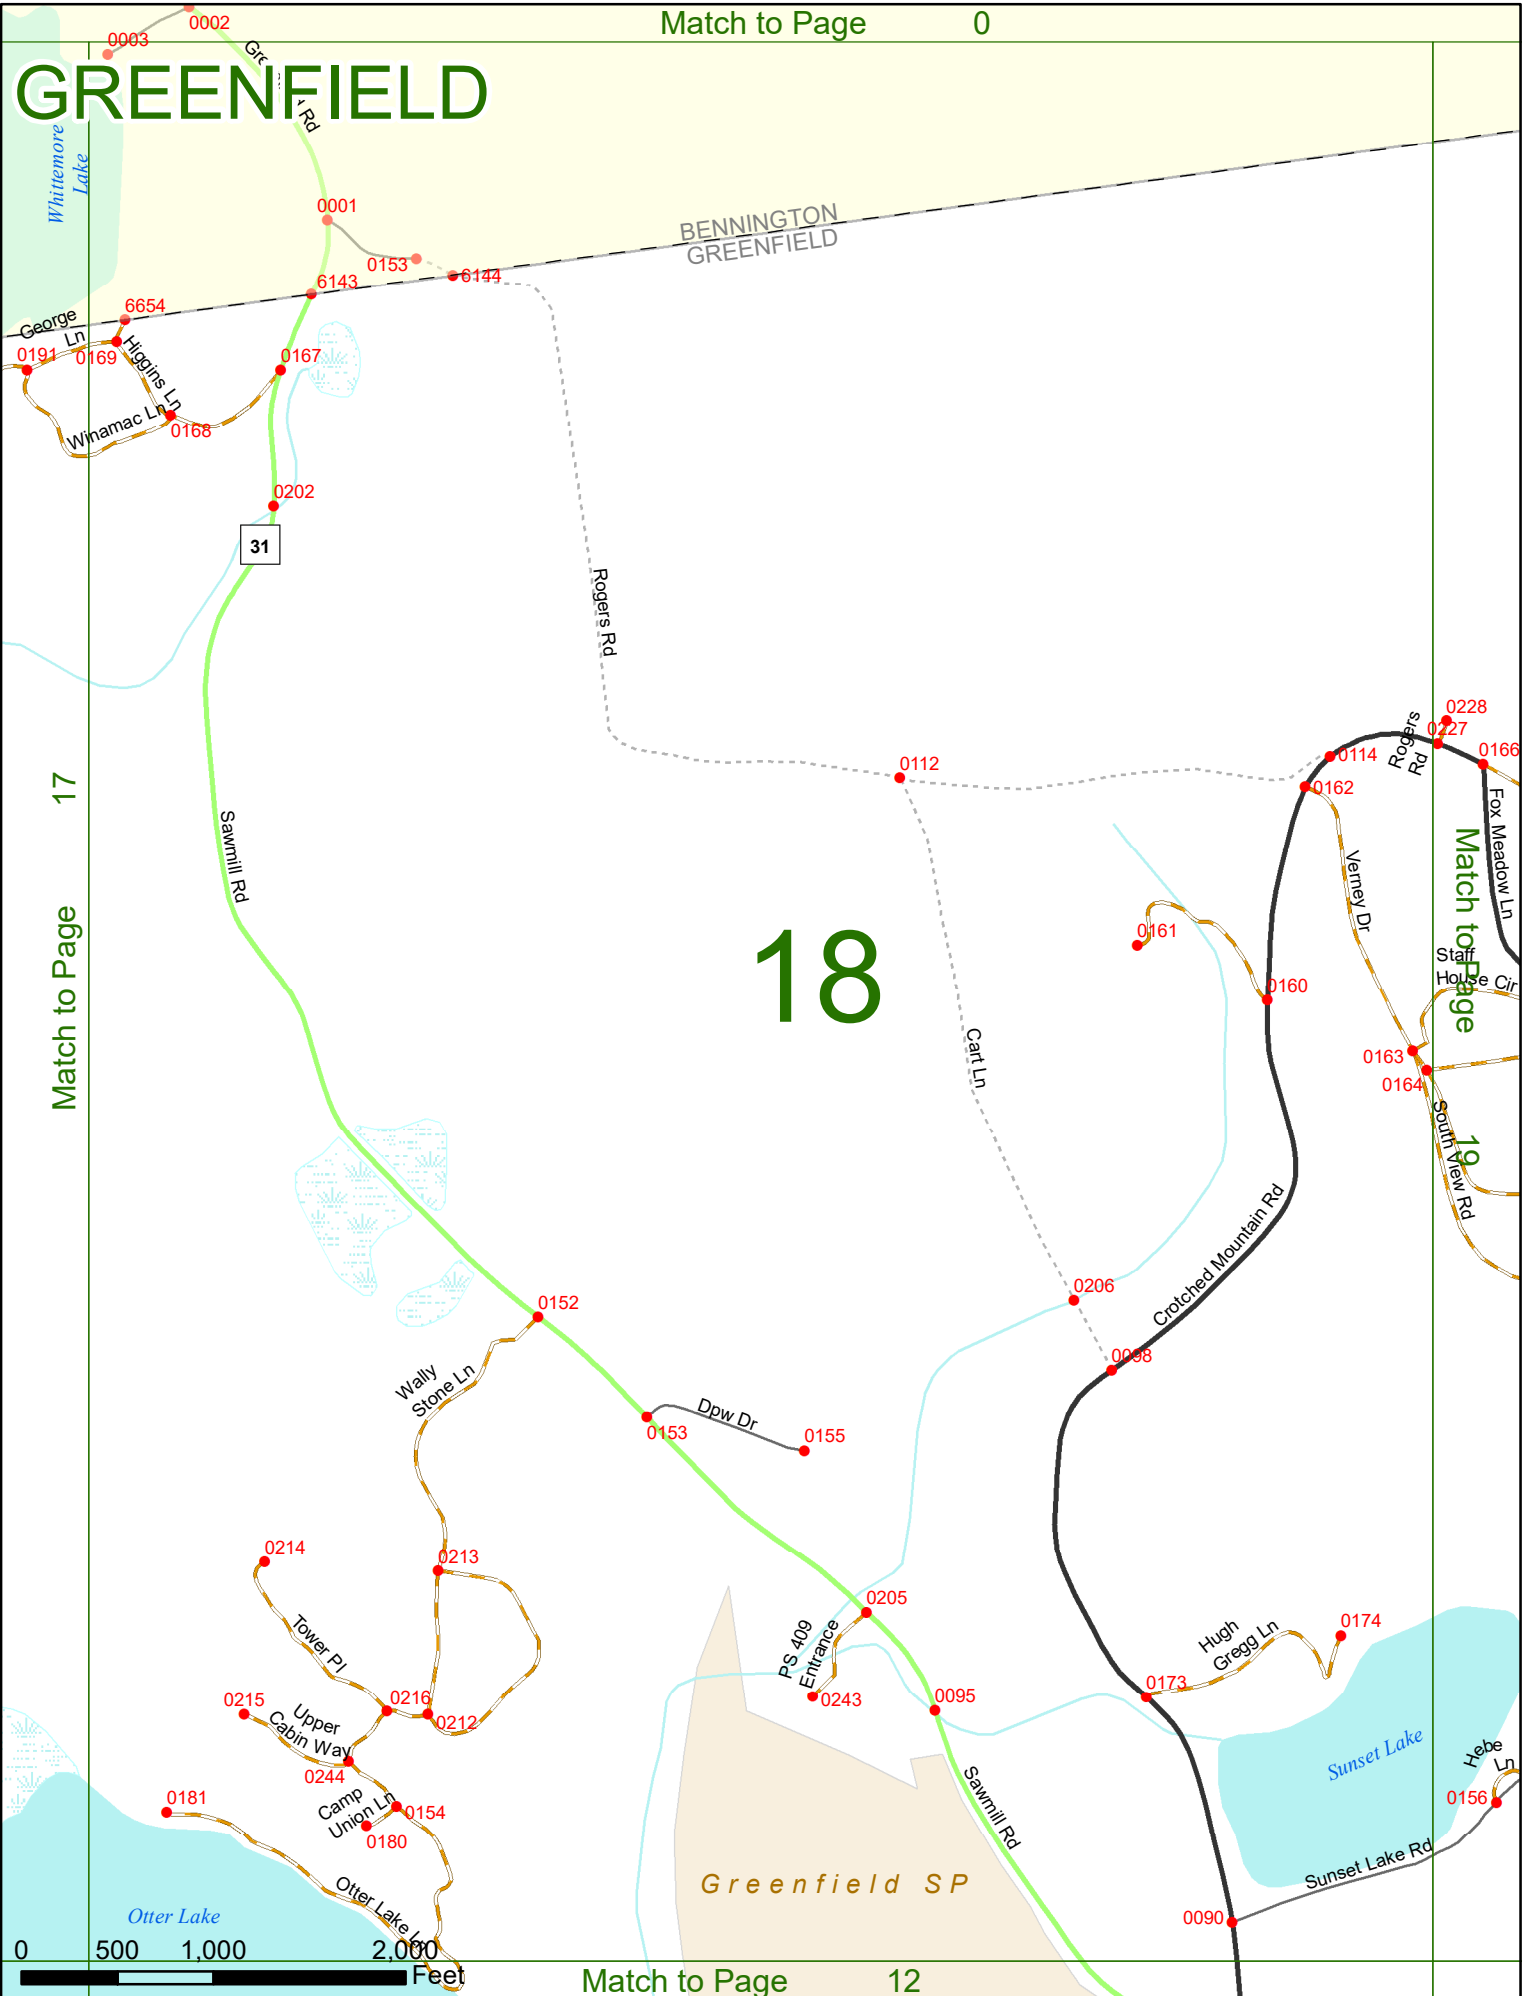 Match to Page 0
0002
0003
GREENFIELD
Rd
Whittemore
Lake
0001
BENNINGTON
GREENFIELD
0153
6144
6143
6654
George
Ln
0191
0169
Higgins Ln
0167
Winamac Ln
0168
0202
31
Rogers Rd
0228
Rogers
Rd
0227
0166
0114
0112
0162
Match to Page 17
Sawmill Rd
Fox Meadow Ln
Verney Dr
Match to Page 19
18
0161
Staff
House Cir
0160
Cart Ln
0163
0164
South View Rd
Crotched Mountain Rd
0206
0152
0098
Wally
Stone Ln
Dpw Dr
0153
0155
0214
0213
0205
Tower Pl
PS 409
Entrance
Hugh
Gregg Ln
0174
0215
0216
0212
0243
0095
0173
Upper
Cabin Way
0244
Sunset Lake
Hebe
Ln
0181
Camp
Union Ln
0154
0180
0156
Sawmill Rd
Sunset Lake Rd
Greenfield SP
Otter Lake Ln
Otter Lake
0090
0 500 1,000 2,000
Feet
Match to Page 12